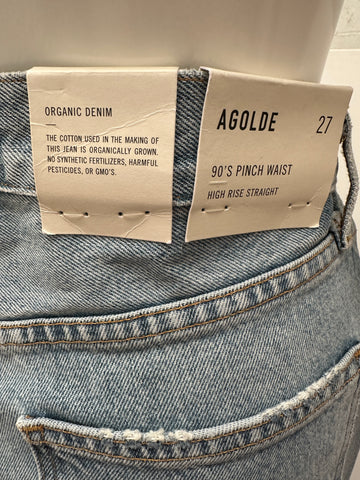 ORGANIC DENIM
THE COTTON USED IN THE MAKING OF
THIS JEAN IS ORGANICALLY GROWN.
NO SYNTHETIC FERTILIZERS, HARMFUL
PESTICIDES, OR GMO'S.
AGOLDE 27
90'S PINCH WAIST
HIGH RISE STRAIGHT